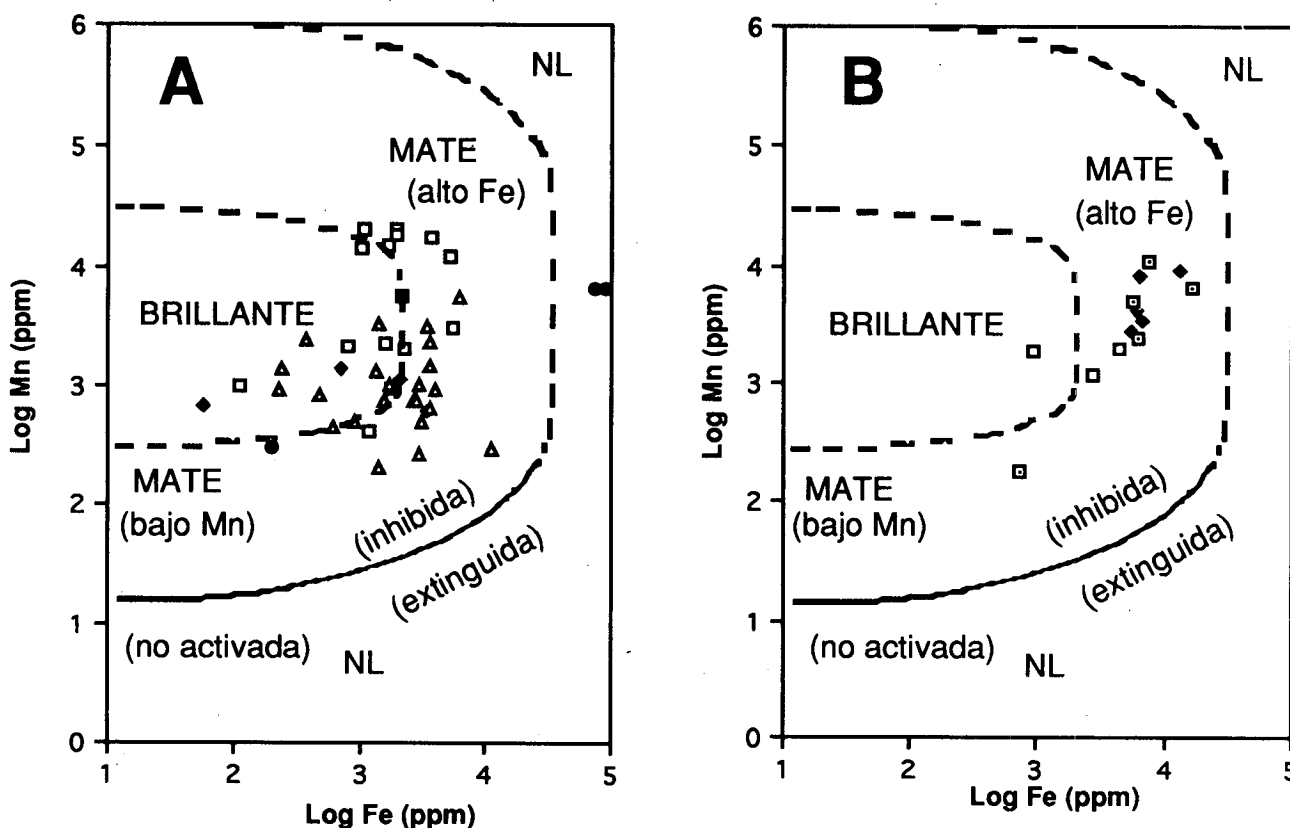 A
NL
MATE
(alto Fe)
BRILLANTE
MATE
(bajo Mn)
(inhibida)
(extinguida)
(no activada)
NL
Log Mn (ppm)
6
5
4
3
2
1
0
1
2
3
4
5
Log Fe (ppm)
B
NL
MATE
(alto Fe)
BRILLANTE
MATE
(bajo Mn)
(inhibida)
(extinguida)
(no activada)
NL
Log Mn (ppm)
6
5
4
3
2
1
0
1
2
3
4
5
Log Fe (ppm)